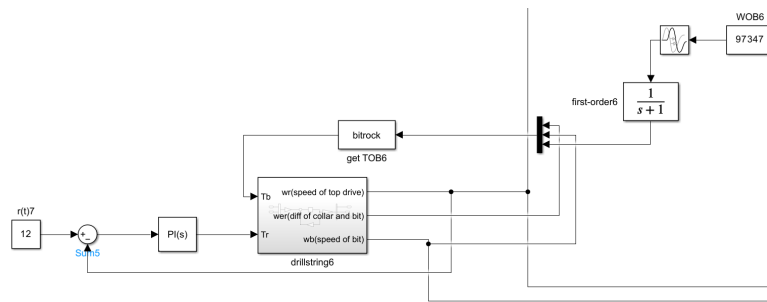 WOB6
97347
first-order6
1
s + 1
bitrock
get TOB6
Tb
wr(speed of top drive)
wer(diff of collar and bit)
Tr
wb(speed of bit)
drillstring6
r(t)7
12
+
−
Sum5
PI(s)